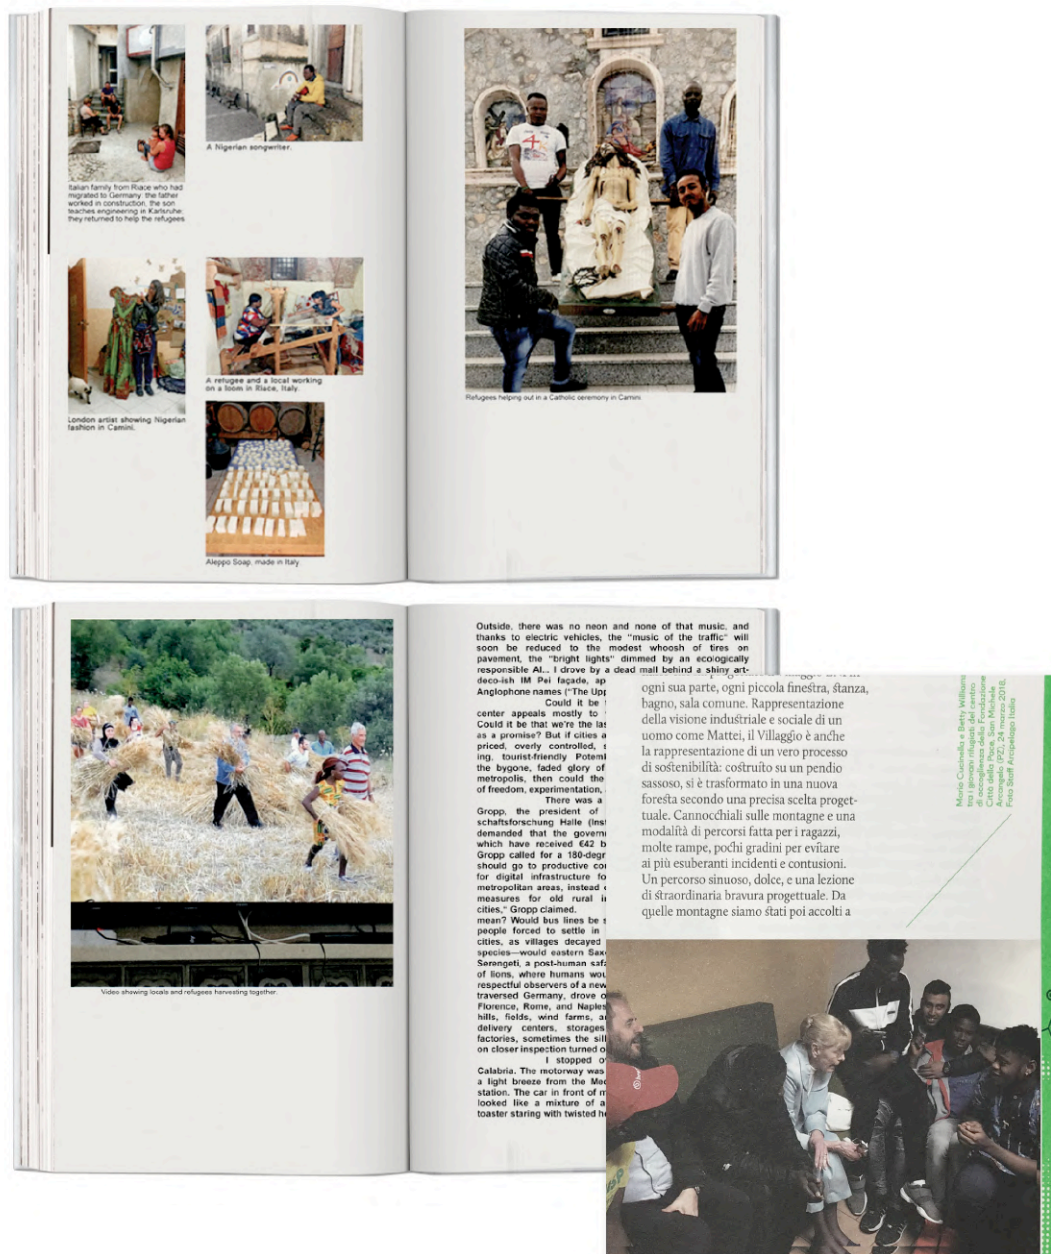 Italian family from Riace who had
migrated to Germany: the father
worked in construction, the son
teaches engineering in Karlsruhe;
they returned to help the refugees
A Nigerian songwriter.
London artist showing Nigerian
fashion in Camini.
A refugee and a local working
on a loom in Riace, Italy.
Aleppo Soap, made in Italy.
Refugees helping out in a Catholic ceremony in Camini
Video showing locals and refugees harvesting together.
Outside, there was no neon and none of that music, and
thanks to electric vehicles, the "music of the traffic" will
soon be reduced to the modest whoosh of tires on
pavement, the "bright lights" dimmed by an ecologically
responsible AI... I drove by a dead mall behind a shiny art-
deco-ish IM Pei façade, ap
Anglophone names ("The Upp
Could it be
center appeals mostly to
Could it be that we're the las
as a promise? But if cities a
priced, overly controlled, s
ing, tourist-friendly Potem
the bygone, faded glory of
metropolis, then could the
of freedom, experimentation,
There was a
Gropp, the president of
schaftsforschung Halle (Inst
demanded that the governm
which have received €42 b
Gropp called for a 180-degr
should go to productive co
for digital infrastructure fo
metropolitan areas, instead
measures for old rural i
cities," Gropp claimed.
mean? Would bus lines be s
people forced to settle in
cities, as villages decayed
species—would eastern Sax
Serengeti, a post-human safa
of lions, where humans wou
respectful observers of a new
traversed Germany, drove o
Florence, Rome, and Naples
hills, fields, wind farms, a
delivery centers, storages
factories, sometimes the sil
on closer inspection turned o
I stopped o
Calabria. The motorway was
a light breeze from the Med
station. The car in front of m
looked like a mixture of a
toaster staring with twisted he
ogni sua parte, ogni piccola finestra, stanza,
bagno, sala comune. Rappresentazione
della visione industriale e sociale di un
uomo come Mattei, il Villaggio è anche
la rappresentazione di un vero processo
di sostenibilità: costruito su un pendio
sassoso, si è trasformato in una nuova
foresta secondo una precisa scelta proget-
tuale. Cannocchiali sulle montagne e una
modalità di percorsi fatta per i ragazzi,
molte rampe, pochi gradini per evitare
ai più esuberanti incidenti e contusioni.
Un percorso sinuoso, dolce, e una lezione
di straordinaria bravura progettuale. Da
quelle montagne siamo stati poi accolti a
Mario Cucinella e Betty Williams
tra i giovani rifugiati del centro
di accoglienza della Fondazione
Città della Pace, San Michele
Arcangelo (PZ), 24 marzo 2018.
Foto Staff Arcipelago Italia